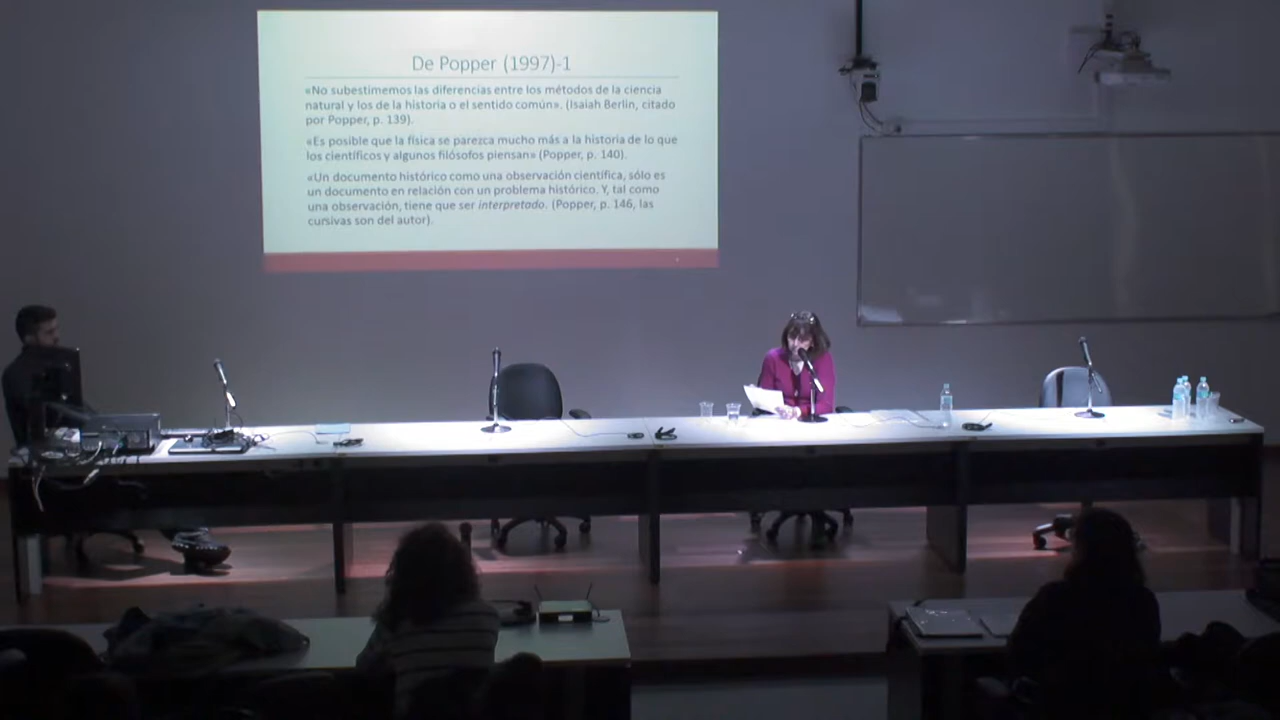 De Popper (1997)-1
«No subestimemos las diferencias entre los métodos de la ciencia
natural y los de la historia o el sentido común». (Isaiah Berlin, citado
por Popper, p. 139).
«Es posible que la física se parezca mucho más a la historia de lo que
los científicos y algunos filósofos piensan» (Popper, p. 140).
«Un documento histórico como una observación científica, sólo es
un documento en relación con un problema histórico. Y, tal como
una observación, tiene que ser interpretado. (Popper, p. 146, las
cursivas son del autor).